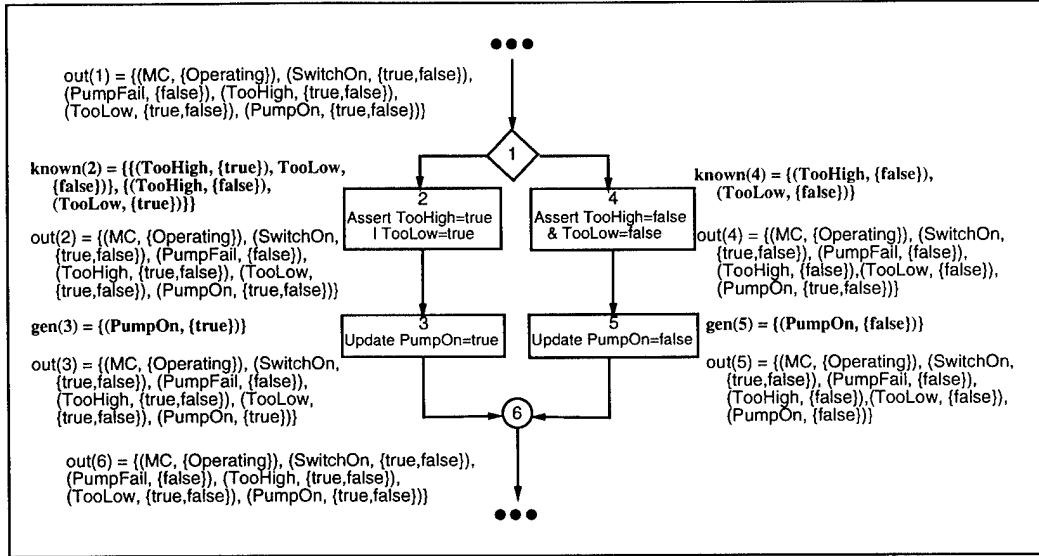 out(1) = {(MC, {Operating}), (SwitchOn, {true,false}),
(PumpFail, {false}), (TooHigh, {true,false}),
(TooLow, {true,false}), (PumpOn, {true,false})}
1
known(2) = {{(TooHigh, {true}), TooLow,
{false})}, {(TooHigh, {false}),
(TooLow, {true})}}
2
Assert TooHigh=true
| TooLow=true
4
Assert TooHigh=false
& TooLow=false
known(4) = {(TooHigh, {false}),
(TooLow, {false})}
out(2) = {(MC, {Operating}), (SwitchOn,
{true,false}), (PumpFail, {false}),
(TooHigh, {true,false}), (TooLow,
{true,false}), (PumpOn, {true,false})}
out(4) = {(MC, {Operating}), (SwitchOn,
{true,false}), (PumpFail, {false}),
(TooHigh, {false}),(TooLow, {false}),
(PumpOn, {true,false})}
gen(3) = {(PumpOn, {true})}
3
Update PumpOn=true
5
Update PumpOn=false
gen(5) = {(PumpOn, {false})}
out(3) = {(MC, {Operating}), (SwitchOn,
{true,false}), (PumpFail, {false}),
(TooHigh, {true,false}), (TooLow,
{true,false}), (PumpOn, {true})}
out(5) = {(MC, {Operating}), (SwitchOn,
{true,false}), (PumpFail, {false}),
(TooHigh, {false}),(TooLow, {false}),
(PumpOn, {false})}
6
out(6) = {(MC, {Operating}), (SwitchOn, {true,false}),
(PumpFail, {false}), (TooHigh, {true,false}),
(TooLow, {true,false}), (PumpOn, {true,false})}